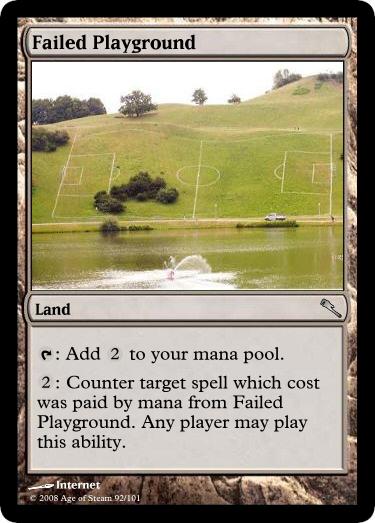 Failed Playground
Land
: Add 2 to your mana pool.
2 : Counter target spell which cost
was paid by mana from Failed
Playground. Any player may play
this ability.
Internet
© 2008 Age of Steam 92/101